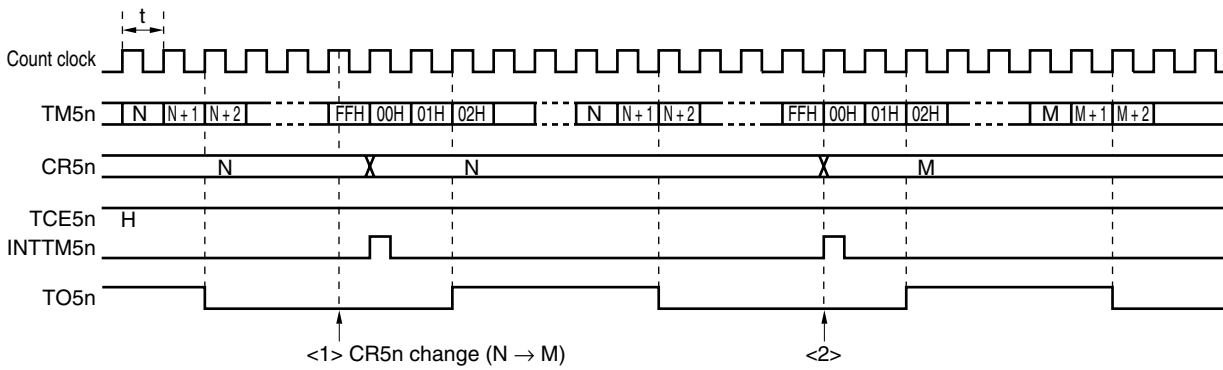 t
Count clock
TM5n N N + 1 N + 2 FFH 00H 01H 02H N N + 1 N + 2 FFH 00H 01H 02H M M + 1 M + 2
CR5n N N M
TCE5n H
INTTM5n
TO5n
<1> CR5n change (N → M) <2>